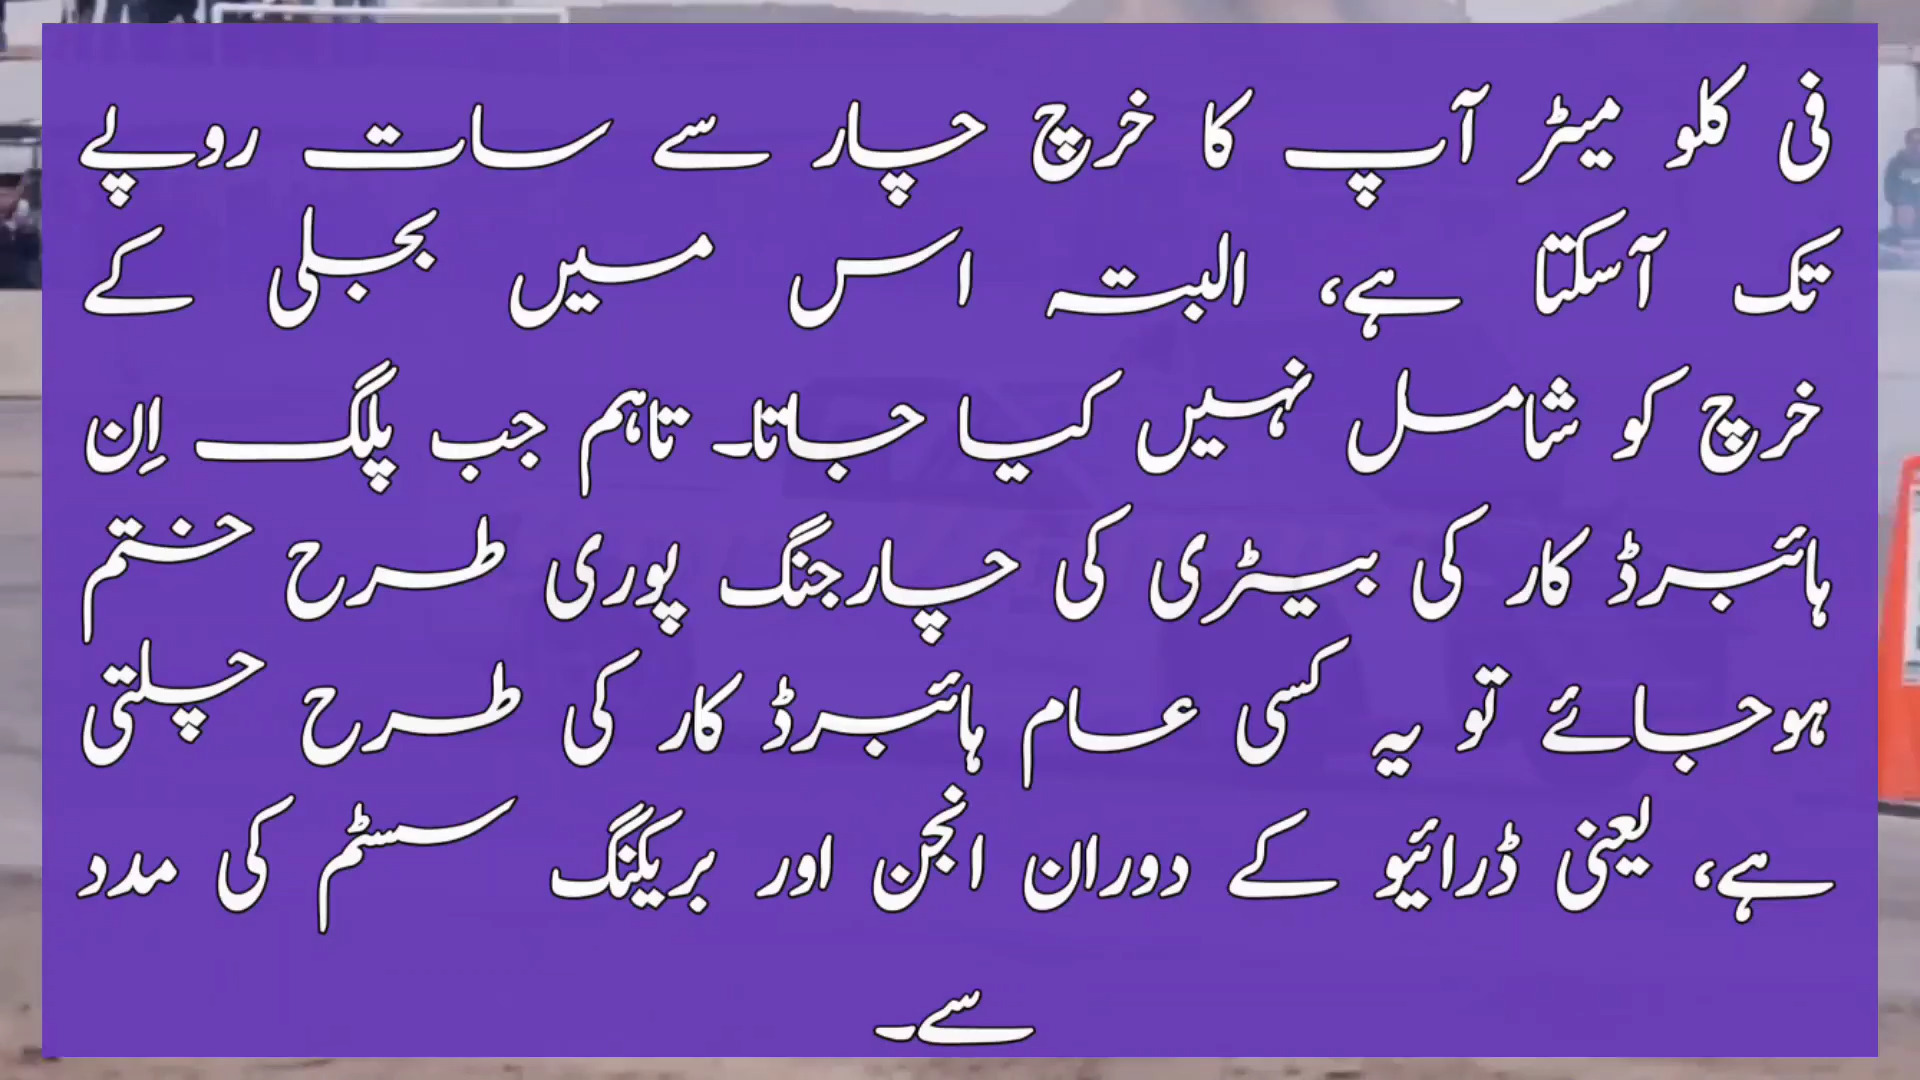 فی کلو میٹر آپ کا خرچ چار سے سات روپے
تک آسکتا ہے، البتہ اس میں بجلی کے
خرچ کو شامل نہیں کیا جاتا۔ تاہم جب پلگ اِن
ہائبرڈ کار کی بیٹری کی چارجنگ پوری طرح ختم
ہوجائے تو یہ کسی عام ہائبرڈ کار کی طرح چلتی
ہے، یعنی ڈرائیو کے دوران انجن اور بریکنگ سسٹم کی مدد
سے۔